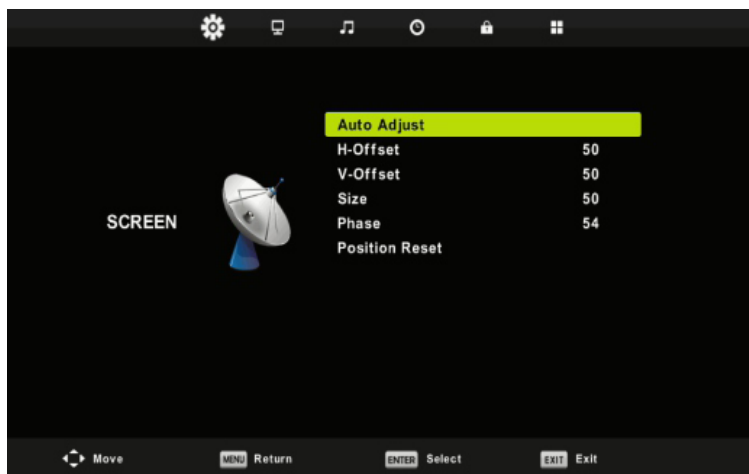 Auto Adjust
H-Offset 50
V-Offset 50
Size 50
SCREEN
Phase 54
Position Reset
Move MENU Return ENTER Select EXIT Exit